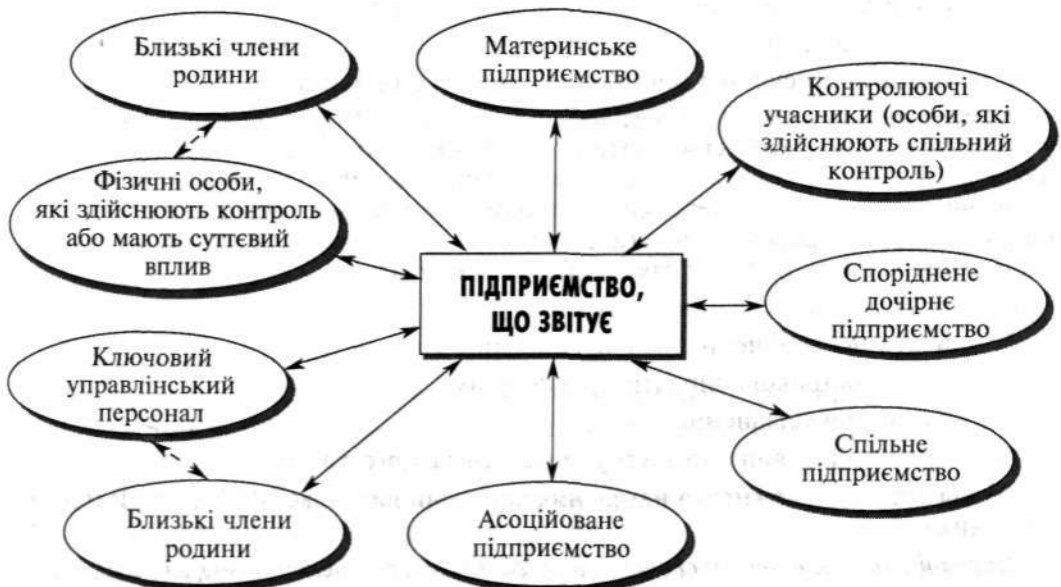 Близькі члени
родини
Материнське
підприємство
Контролюючі
учасники (особи, які
здійснюють спільний
контроль)
Фізичні особи,
які здійснюють контроль
або мають суттєвий
вплив
ПІДПРИЄМСТВО,
ЩО ЗВІТУЄ
Споріднене
дочірнє
підприємство
Ключовий
управлінський
персонал
Спільне
підприємство
Близькі члени
родини
Асоційоване
підприємство